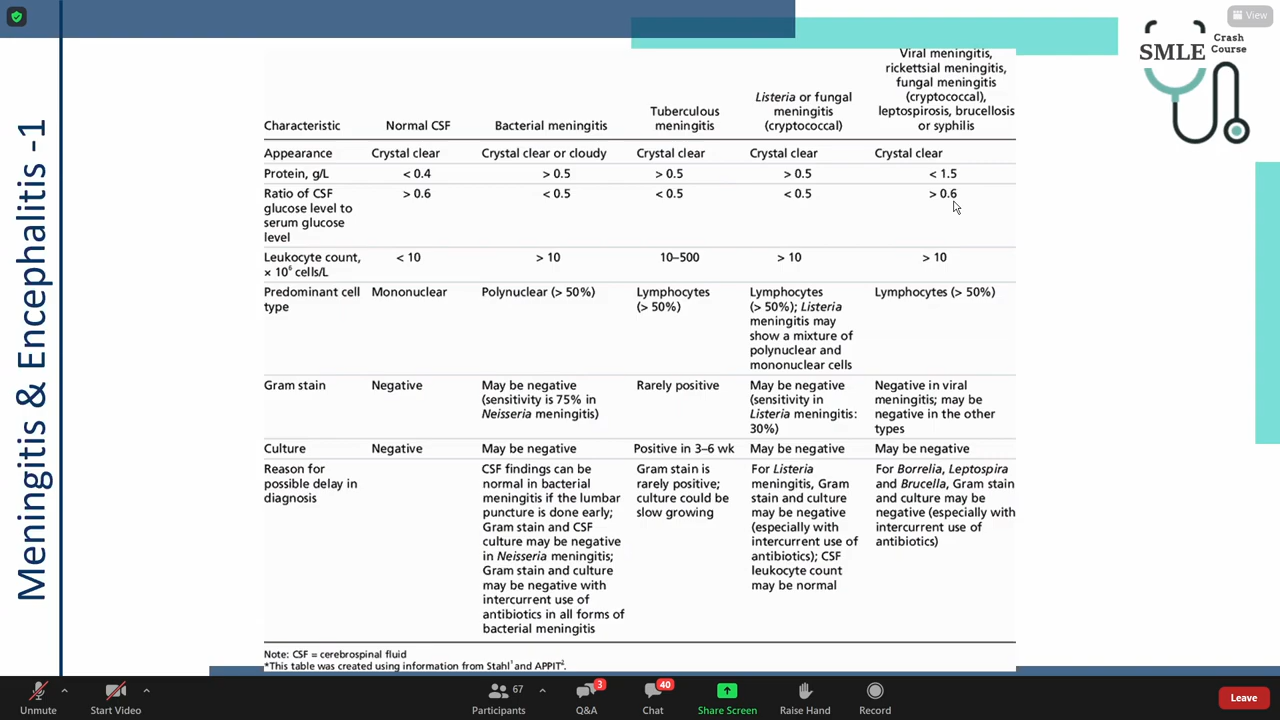 View
Crash
Course
SMLE
Meningitis & Encephalitis -1
Viral meningitis,
rickettsial meningitis,
fungal meningitis
(cryptococcal),
leptospirosis, brucellosis
or syphilis
Listeria or fungal
meningitis
(cryptococcal)
Tuberculous
meningitis
Characteristic Normal CSF Bacterial meningitis
Appearance Crystal clear Crystal clear or cloudy Crystal clear Crystal clear Crystal clear
Protein, g/L < 0.4 > 0.5 > 0.5 > 0.5 < 1.5
Ratio of CSF > 0.6 < 0.5 < 0.5 < 0.5 > 0.6
glucose level to
serum glucose
level
Leukocyte count, < 10 > 10 10–500 > 10 > 10
× 10⁶ cells/L
Predominant cell Mononuclear Polynuclear (> 50%) Lymphocytes Lymphocytes Lymphocytes (> 50%)
type (> 50%) (> 50%); Listeria
meningitis may
show a mixture of
polynuclear and
mononuclear cells
Gram stain Negative May be negative Rarely positive May be negative Negative in viral
(sensitivity is 75% in (sensitivity in meningitis; may be
Neisseria meningitis) Listeria meningitis: negative in the other
30%) types
Culture Negative May be negative Positive in 3–6 wk May be negative May be negative
Reason for CSF findings can be Gram stain is For Listeria For Borrelia, Leptospira
possible delay in normal in bacterial rarely positive; meningitis, Gram and Brucella, Gram stain
diagnosis meningitis if the lumbar culture could be stain and culture and culture may be
puncture is done early; slow growing may be negative negative (especially with
Gram stain and CSF (especially with intercurrent use of
culture may be negative intercurrent use of antibiotics)
in Neisseria meningitis; antibiotics); CSF
Gram stain and culture leukocyte count
may be negative with may be normal
intercurrent use of
antibiotics in all forms of
bacterial meningitis
Note: CSF = cerebrospinal fluid
*This table was created using information from Stahl¹ and APPIT².
67 3 40
Unmute Start Video Participants Q&A Chat Share Screen Raise Hand Record Leave